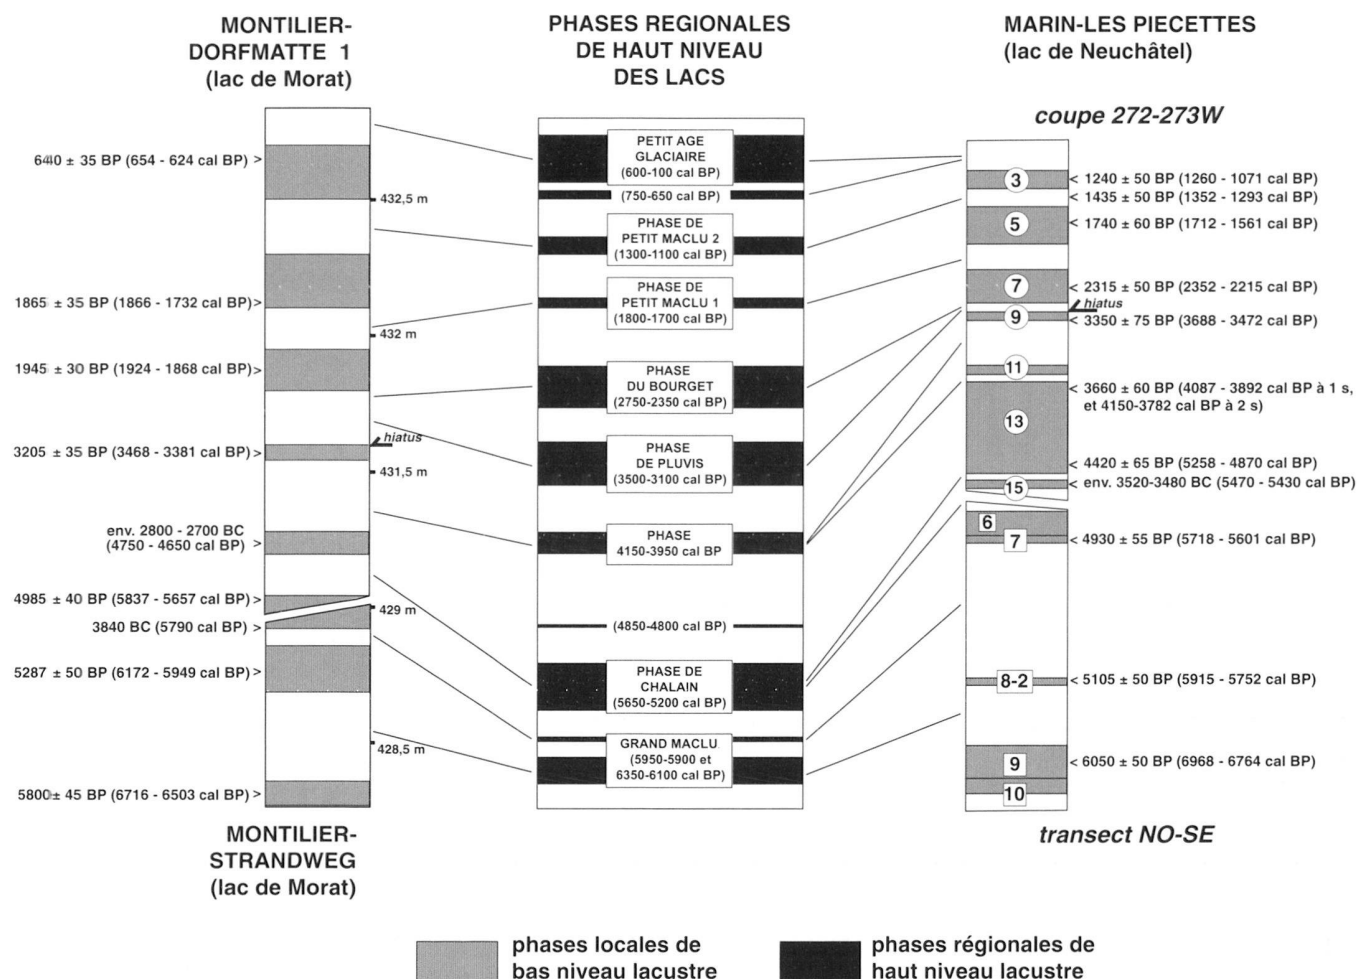 MONTILIER-
DORFMATTE 1
(lac de Morat)
640 ± 35 BP (654 - 624 cal BP) >
432,5 m
1865 ± 35 BP (1866 - 1732 cal BP) >
432 m
1945 ± 30 BP (1924 - 1868 cal BP) >
hiatus
3205 ± 35 BP (3468 - 3381 cal BP) >
431,5 m
env. 2800 - 2700 BC
(4750 - 4650 cal BP) >
4985 ± 40 BP (5837 - 5657 cal BP) >
429 m
3840 BC (5790 cal BP) >
5287 ± 50 BP (6172 - 5949 cal BP) >
428,5 m
5800 ± 45 BP (6716 - 6503 cal BP) >
MONTILIER-
STRANDWEG
(lac de Morat)
PHASES REGIONALES
DE HAUT NIVEAU
DES LACS
PETIT AGE
GLACIAIRE
(600-100 cal BP)
(750-650 cal BP)
PHASE DE
PETIT MACLU 2
(1300-1100 cal BP)
PHASE DE
PETIT MACLU 1
(1800-1700 cal BP)
PHASE
DU BOURGET
(2750-2350 cal BP)
PHASE
DE PLUVIS
(3500-3100 cal BP)
PHASE
4150-3950 cal BP
(4850-4800 cal BP)
PHASE DE
CHALAIN
(5650-5200 cal BP)
GRAND MACLU
(5950-5900 et
6350-6100 cal BP)
MARIN-LES PIECETTES
(lac de Neuchâtel)
coupe 272-273W
3 < 1240 ± 50 BP (1260 - 1071 cal BP)
< 1435 ± 50 BP (1352 - 1293 cal BP)
5 < 1740 ± 60 BP (1712 - 1561 cal BP)
7 < 2315 ± 50 BP (2352 - 2215 cal BP)
hiatus
9 < 3350 ± 75 BP (3688 - 3472 cal BP)
11
< 3660 ± 60 BP (4087 - 3892 cal BP à 1 s,
et 4150-3782 cal BP à 2 s)
13
< 4420 ± 65 BP (5258 - 4870 cal BP)
15 < env. 3520-3480 BC (5470 - 5430 cal BP)
6
7 < 4930 ± 55 BP (5718 - 5601 cal BP)
8-2 < 5105 ± 50 BP (5915 - 5752 cal BP)
9 < 6050 ± 50 BP (6968 - 6764 cal BP)
10
transect NO-SE
phases locales de
bas niveau lacustre
phases régionales de
haut niveau lacustre